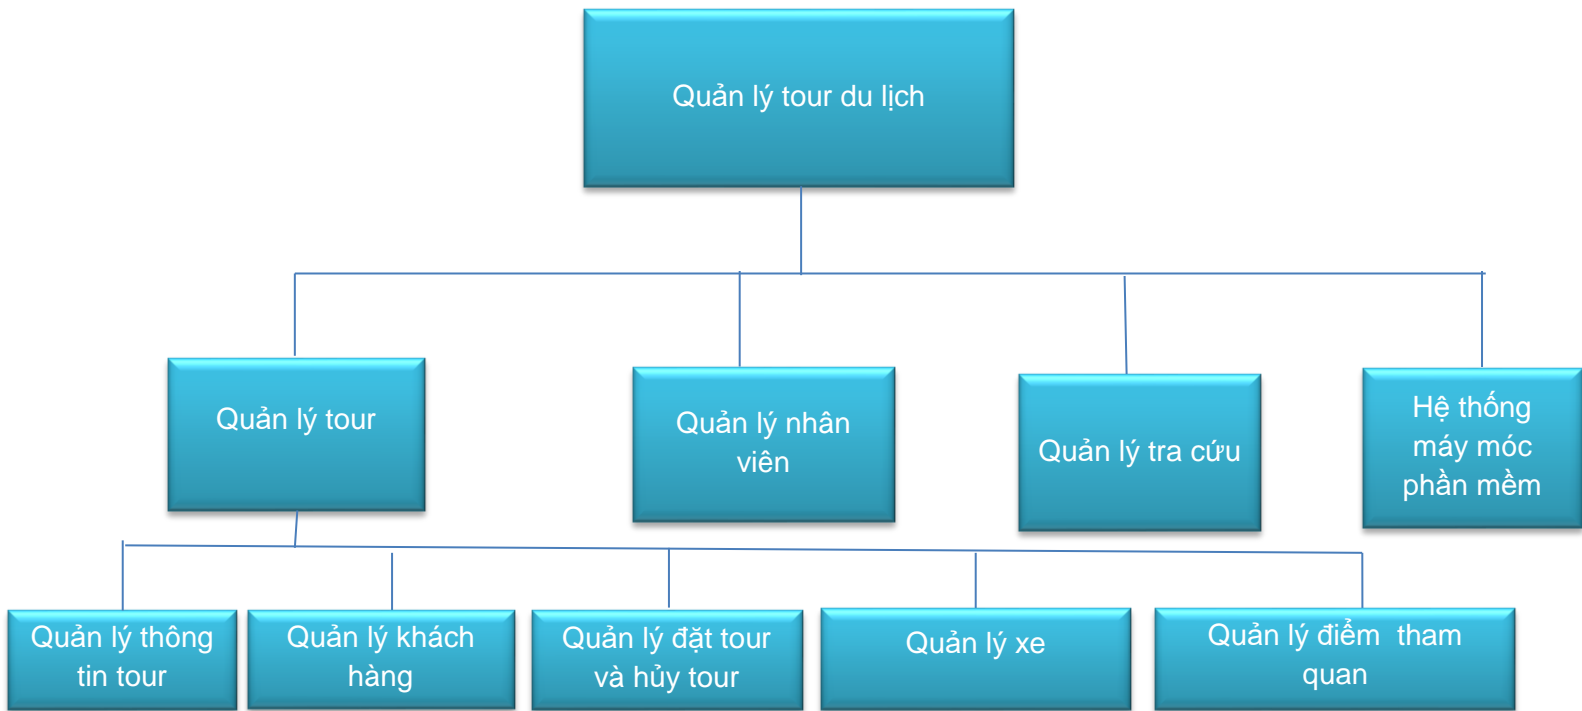 Quản lý tour du lịch
Quản lý tour
Quản lý nhân
viên
Quản lý tra cứu
Hệ thống
máy móc
phần mềm
Quản lý thông
tin tour
Quản lý khách
hàng
Quản lý đặt tour
và hủy tour
Quản lý xe
Quản lý điểm  tham
quan